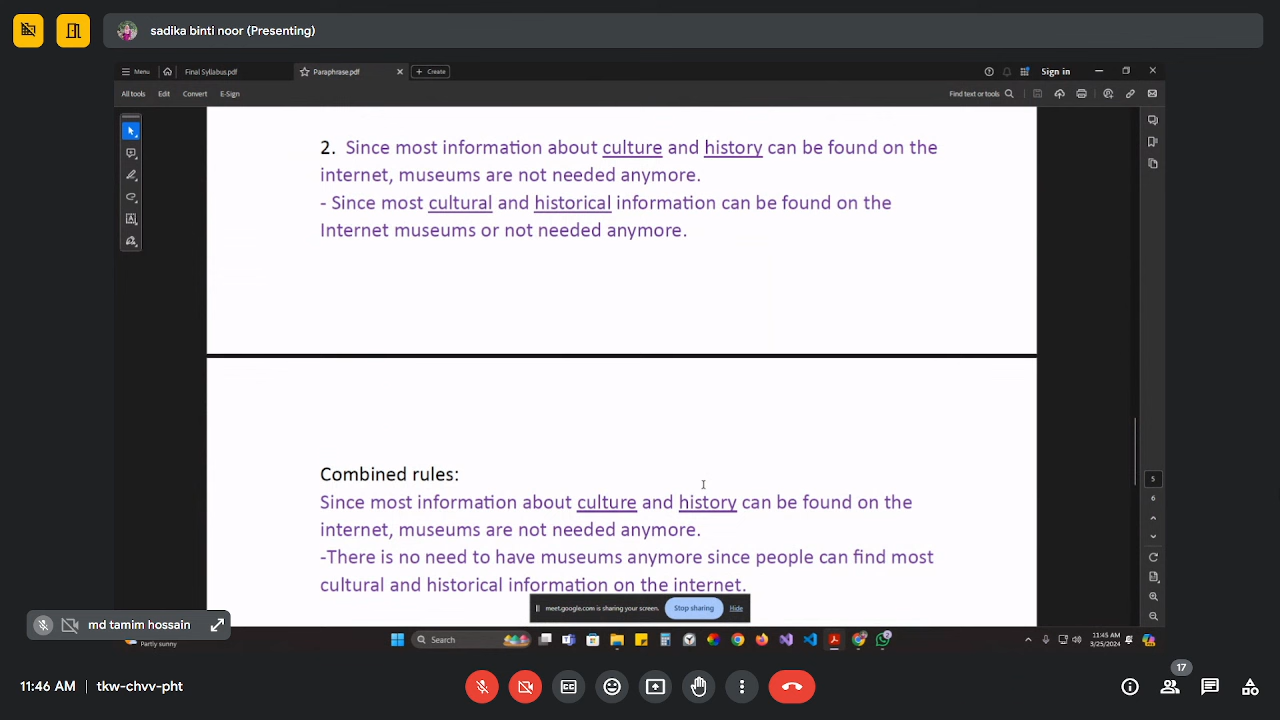 sadika binti noor (Presenting)
Menu Final Syllabus.pdf Paraphrase.pdf Create Sign in
All tools Edit Convert E-Sign Find text or tools
2. Since most information about culture and history can be found on the
internet, museums are not needed anymore.
- Since most cultural and historical information can be found on the
Internet museums or not needed anymore.
Combined rules:
Since most information about culture and history can be found on the
internet, museums are not needed anymore.
-There is no need to have museums anymore since people can find most
cultural and historical information on the internet.
5
6
meet.google.com is sharing your screen. Stop sharing Hide
md tamim hossain
Partly sunny Search 11:45 AM
3/25/2024
17
11:46 AM tkw-chvv-pht